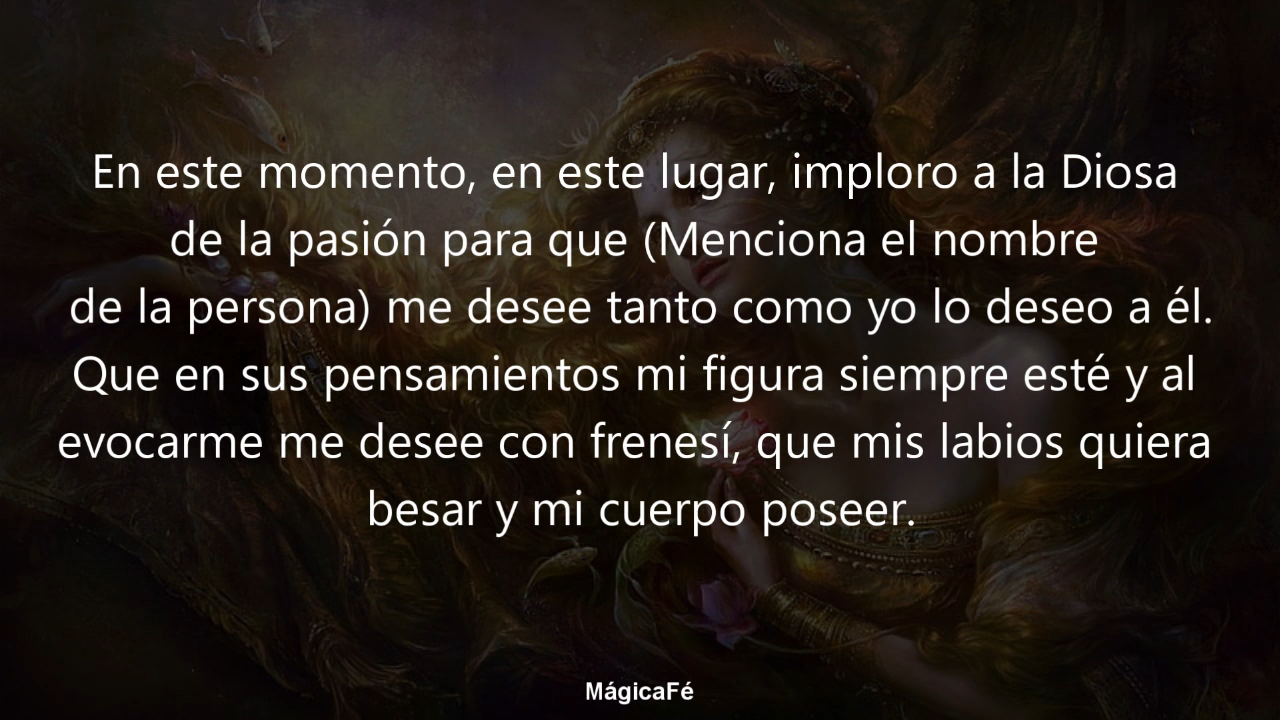 En este momento, en este lugar, imploro a la Diosa
de la pasión para que (Menciona el nombre
de la persona) me desee tanto como yo lo deseo a él.
Que en sus pensamientos mi figura siempre esté y al
evocarme me desee con frenesí, que mis labios quiera
besar y mi cuerpo poseer.
MágicaFé